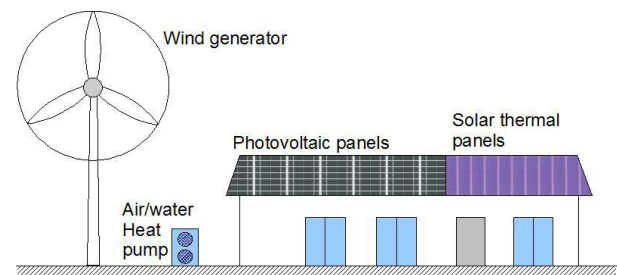 Wind generator
Solar thermal
panels
Photovoltaic panels
Air/water
Heat
pump